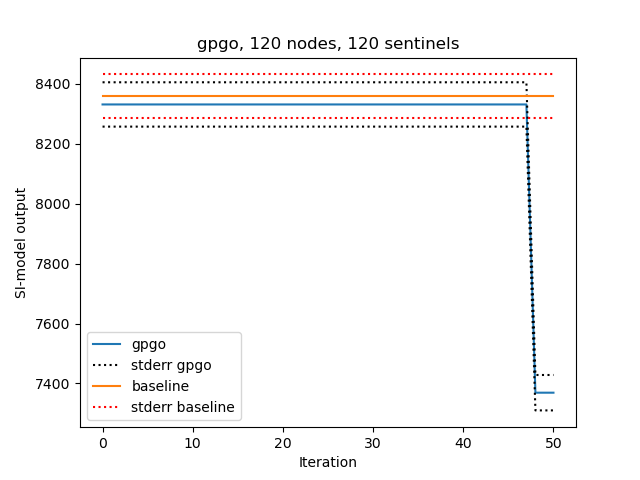 gpgo, 120 nodes, 120 sentinels
SI-model output
8400
8200
8000
7800
7600
7400
gpgo
stderr gpgo
baseline
stderr baseline
0 10 20 30 40 50
Iteration